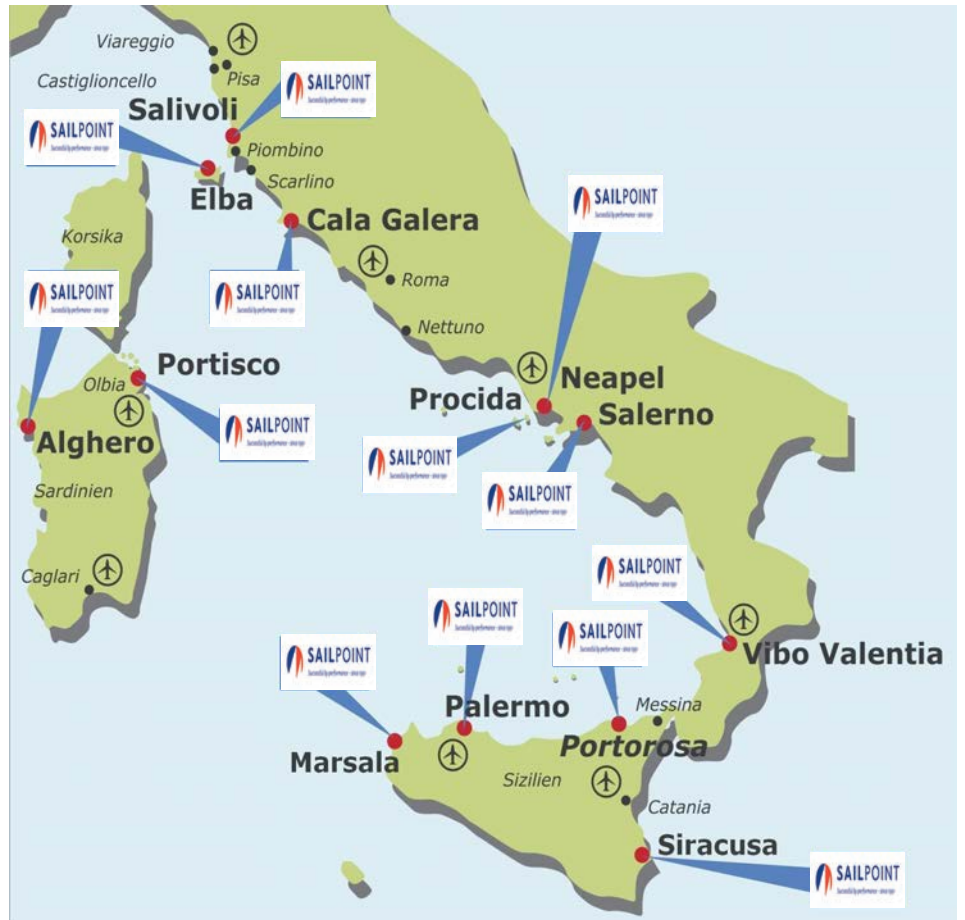 Viareggio
Castiglioncello
Pisa
SAILPOINT
Salivoli
SAILPOINT
Piombino
Scarlino
Elba
SAILPOINT
Cala Galera
Korsika
Roma
SAILPOINT
SAILPOINT
Nettuno
Portisco
Olbia
Neapel
Procida
Salerno
SAILPOINT
Alghero
SAILPOINT
Sardinien
SAILPOINT
Caglari
SAILPOINT
SAILPOINT
SAILPOINT
Vibo Valentia
SAILPOINT
Palermo
Messina
Portorosa
Marsala
Sizilien
Catania
Siracusa
SAILPOINT